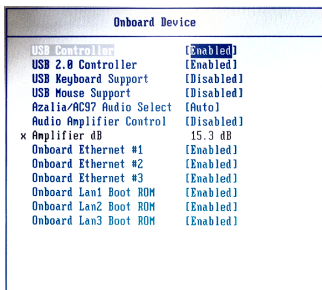 Onboard Device
USB Controller [Enabled]
USB 2.0 Controller [Enabled]
USB Keyboard Support [Disabled]
USB Mouse Support [Disabled]
Azalia/AC97 Audio Select [Auto]
Audio Amplifier Control [Disabled]
x Amplifier dB 15.3 dB
Onboard Ethernet #1 [Enabled]
Onboard Ethernet #2 [Enabled]
Onboard Ethernet #3 [Enabled]
Onboard Lan1 Boot ROM [Enabled]
Onboard Lan2 Boot ROM [Enabled]
Onboard Lan3 Boot ROM [Enabled]